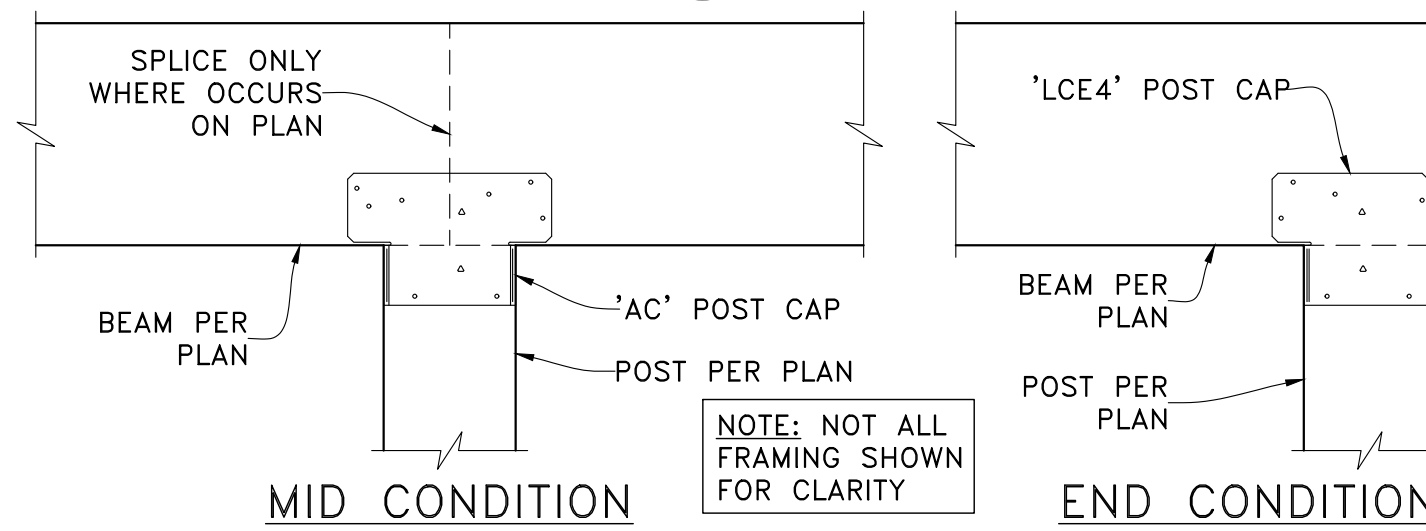 SPLICE ONLY
WHERE OCCURS
ON PLAN
BEAM PER
PLAN
'AC' POST CAP
POST PER PLAN
MID CONDITION
NOTE: NOT ALL
FRAMING SHOWN
FOR CLARITY
'LCE4' POST CAP
BEAM PER
PLAN
POST PER
PLAN
END CONDITION